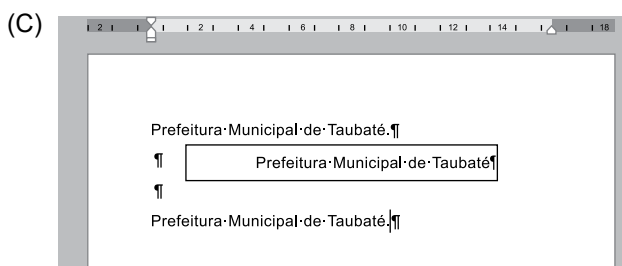 (C)
2 2 4 6 8 10 12 14 18
Prefeitura·Municipal·de·Taubaté.¶
¶ Prefeitura·Municipal·de·Taubaté¶
¶
Prefeitura·Municipal·de·Taubaté.¶